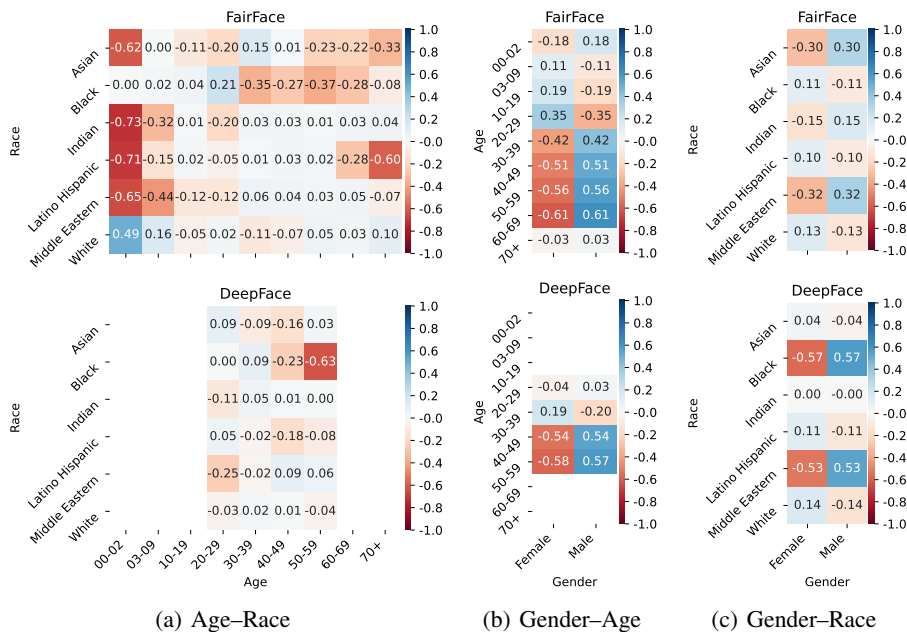 FairFace
Race
Asian -0.62 0.00 -0.11 -0.20 0.15 0.01 -0.23 -0.22 -0.33
Black 0.00 0.02 0.04 0.21 -0.35 -0.27 -0.37 -0.28 -0.08
Indian -0.73 -0.32 0.01 -0.20 0.03 0.03 0.01 0.03 0.04
Latino Hispanic -0.71 -0.15 0.02 -0.05 0.01 0.03 0.02 -0.28 -0.60
Middle Eastern -0.65 -0.44 -0.12 -0.12 0.06 0.04 0.03 0.05 -0.07
White 0.49 0.16 -0.05 0.02 -0.07 -0.07 0.05 0.03 0.10
1.0
0.8
0.6
0.4
0.2
0.0
-0.2
-0.4
-0.6
-0.8
-1.0
DeepFace
Race
Asian 0.09 -0.09 -0.16 0.03
Black 0.00 0.09 -0.23 -0.63
Indian -0.11 0.05 0.01 0.00
Latino Hispanic 0.05 -0.02 -0.18 -0.08
Middle Eastern -0.25 -0.02 0.09 0.06
White -0.03 0.02 0.01 -0.04
00-02 03-09 10-19 20-29 30-39 40-49 50-59 60-69 70+
Age
1.0
0.8
0.6
0.4
0.2
0.0
-0.2
-0.4
-0.6
-0.8
-1.0
(a) Age–Race
FairFace
Age
00-02 -0.18 0.18
03-09 0.11 -0.11
10-19 0.19 -0.19
20-29 0.35 -0.35
30-39 -0.42 0.42
40-49 -0.51 0.51
50-59 -0.56 0.56
60-69 -0.61 0.61
70+ -0.03 0.03
1.0
0.8
0.6
0.4
0.2
0.0
-0.2
-0.4
-0.6
-0.8
-1.0
DeepFace
Age
00-02
03-09
10-19
20-29 -0.04 0.03
30-39 0.19 -0.20
40-49 -0.54 0.54
50-59 -0.58 0.57
60-69
70+
Female Male
Gender
1.0
0.8
0.6
0.4
0.2
0.0
-0.2
-0.4
-0.6
-0.8
-1.0
(b) Gender–Age
FairFace
Race
Asian -0.30 0.30
Black 0.11 -0.11
Indian -0.15 0.15
Latino Hispanic 0.10 -0.10
Middle Eastern -0.32 0.32
White 0.13 -0.13
1.0
0.8
0.6
0.4
0.2
0.0
-0.2
-0.4
-0.6
-0.8
-1.0
DeepFace
Race
Asian 0.04 -0.04
Black -0.57 0.57
Indian -0.00 -0.00
Latino Hispanic 0.11 -0.11
Middle Eastern -0.53 0.53
White 0.14 -0.14
Female Male
Gender
1.0
0.8
0.6
0.4
0.2
0.0
-0.2
-0.4
-0.6
-0.8
-1.0
(c) Gender–Race